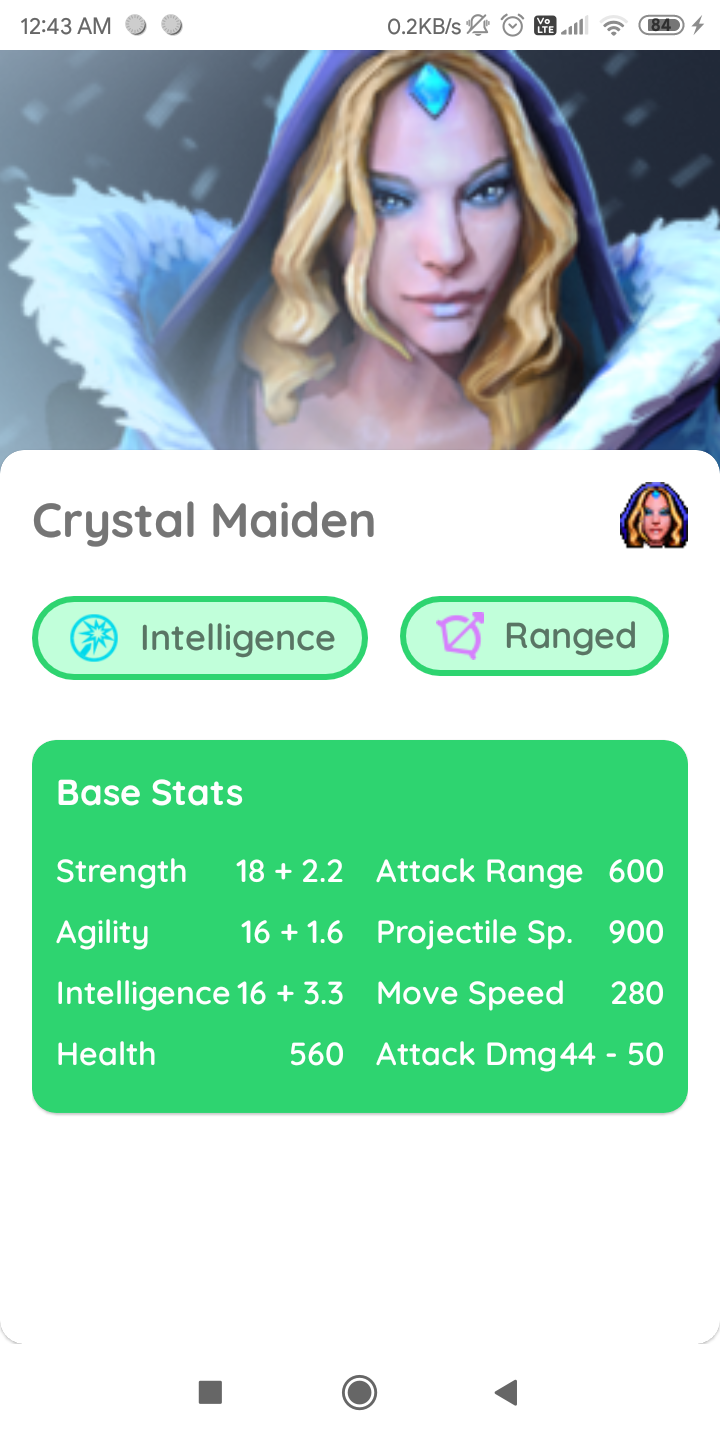 12:43 AM 0.2KB/s Vo LTE 84
Crystal Maiden
Intelligence Ranged
Base Stats
Strength 18 + 2.2 Attack Range 600
Agility 16 + 1.6 Projectile Sp. 900
Intelligence 16 + 3.3 Move Speed 280
Health 560 Attack Dmg 44 - 50